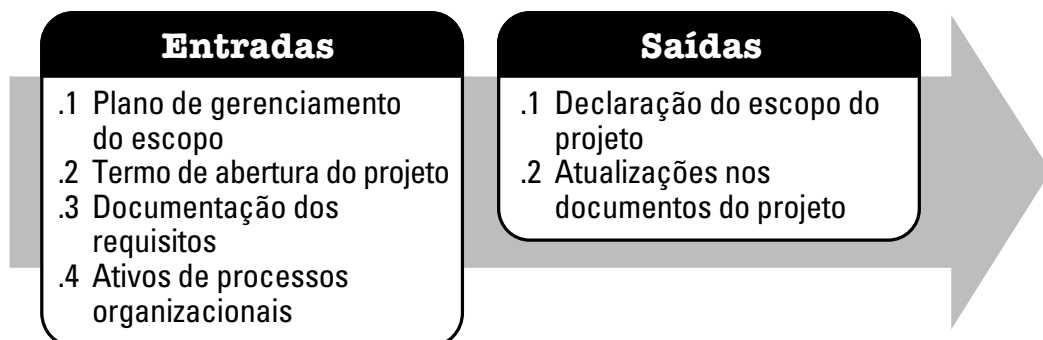 Entradas
.1 Plano de gerenciamento
do escopo
.2 Termo de abertura do projeto
.3 Documentação dos
requisitos
.4 Ativos de processos
organizacionais
Saídas
.1 Declaração do escopo do
projeto
.2 Atualizações nos
documentos do projeto